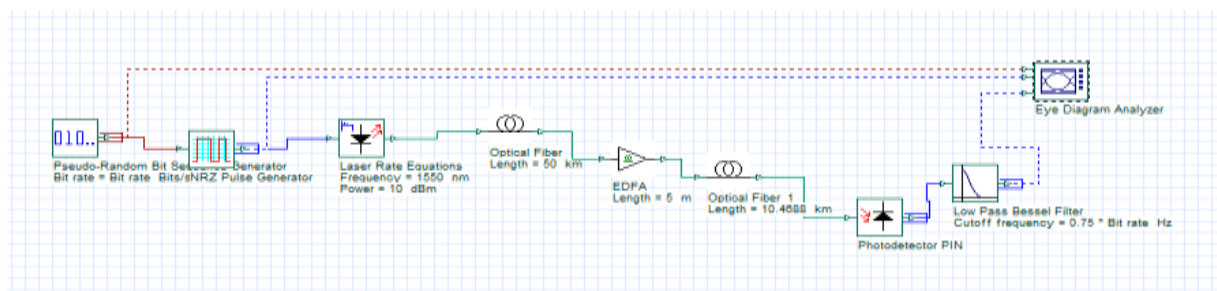 Eye Diagram Analyzer
010..
Pseudo-Random Bit Sequence Generator
Bit rate = Bit rate Bits/s
NRZ Pulse Generator
Laser Rate Equations
Frequency = 1550 nm
Power = 10 dBm
Optical Fiber
Length = 50 km
EDFA
Length = 5 m
Optical Fiber 1
Length = 10.4688 km
Photodetector PIN
Low Pass Bessel Filter
Cutoff frequency = 0.75 * Bit rate Hz